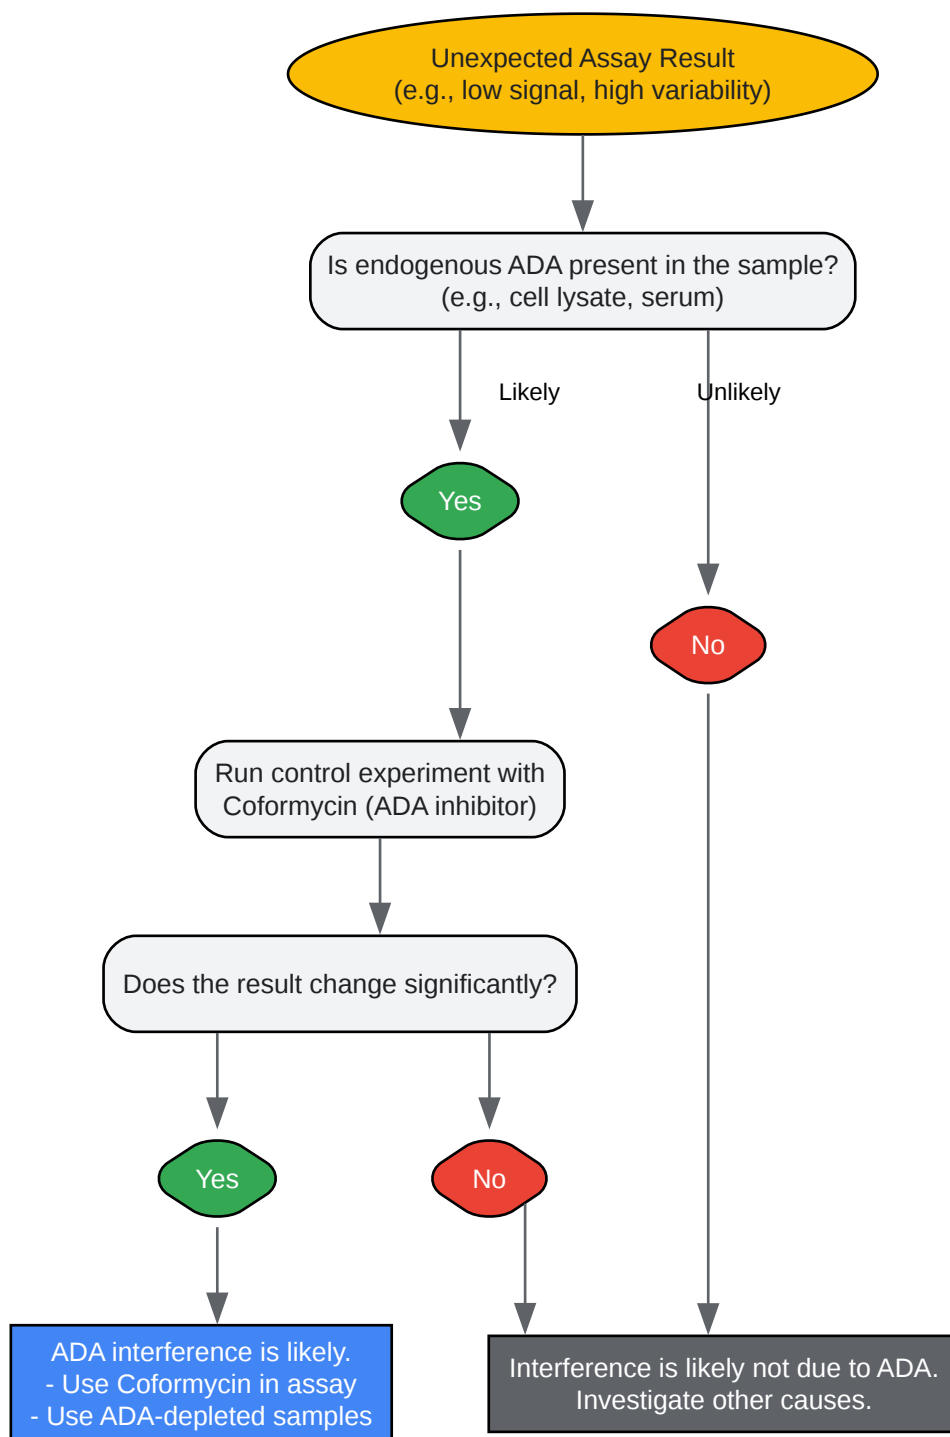 Unexpected Assay Result
(e.g., low signal, high variability)
Is endogenous ADA present in the sample?
(e.g., cell lysate, serum)
Likely
Unlikely
Yes
No
Run control experiment with
Coformycin (ADA inhibitor)
Does the result change significantly?
Yes
No
ADA interference is likely.
- Use Coformycin in assay
- Use ADA-depleted samples
Interference is likely not due to ADA.
Investigate other causes.